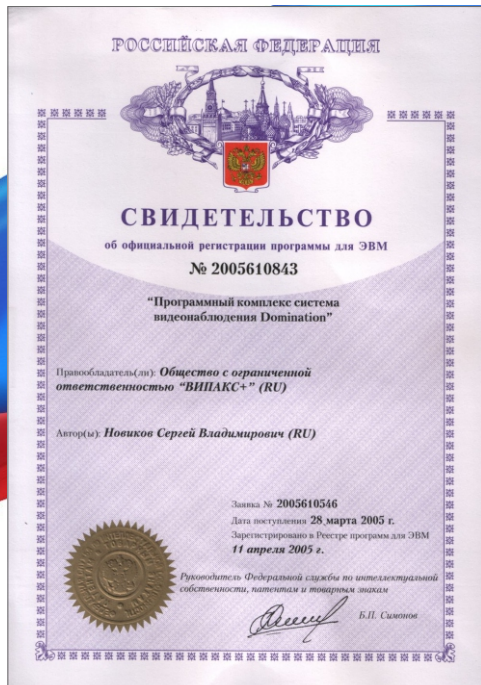 РОССИЙСКАЯ ФЕДЕРАЦИЯ
СВИДЕТЕЛЬСТВО
об официальной регистрации программы для ЭВМ
№ 2005610843
“Программный комплекс система
видеонаблюдения Domination”
Правообладатель(ли): Общество с ограниченной
ответственностью “ВИПАКС+” (RU)
Автор(ы): Новиков Сергей Владимирович (RU)
Заявка № 2005610546
Дата поступления 28 марта 2005 г.
Зарегистрировано в Реестре программ для ЭВМ
11 апреля 2005 г.
Руководитель Федеральной службы по интеллектуальной
собственности, патентам и товарным знакам
Б.П. Симонов